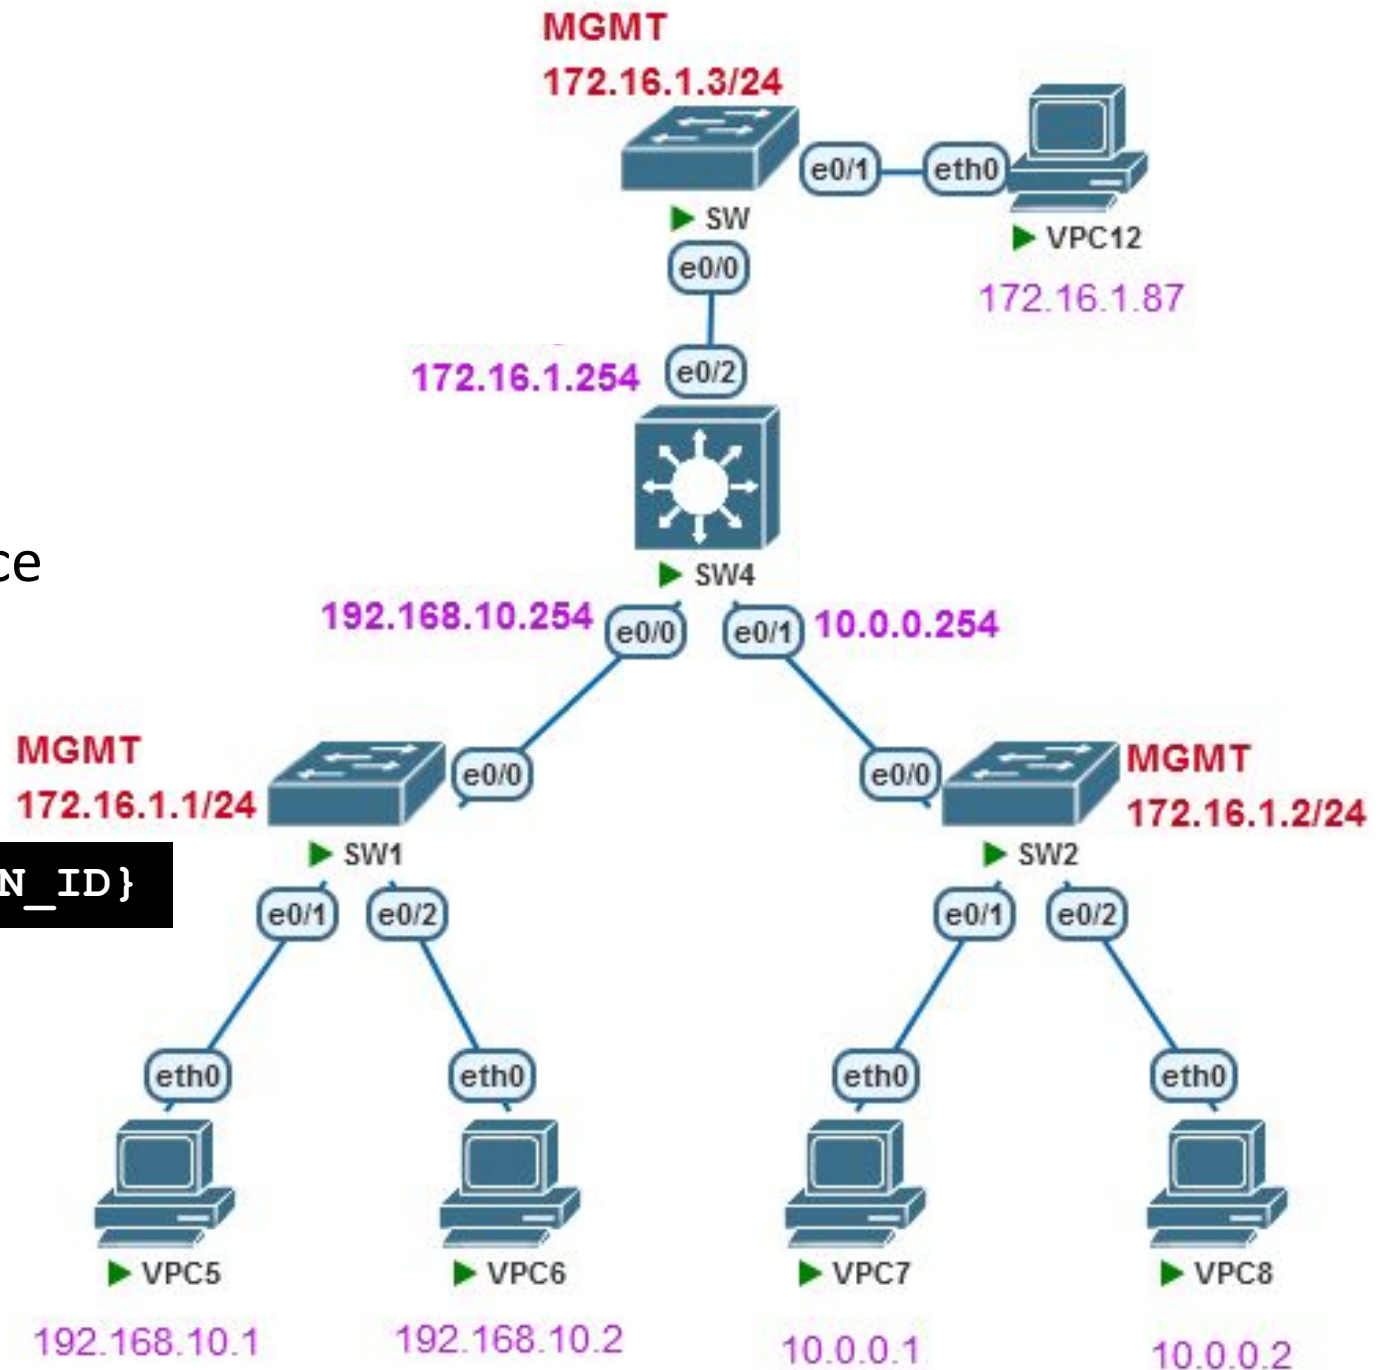 MGMT
172.16.1.3/24
e0/1
eth0
SW
VPC12
e0/0
172.16.1.87
172.16.1.254
e0/2
ce
SW4
192.168.10.254
e0/0
e0/1
10.0.0.254
MGMT
172.16.1.1/24
e0/0
e0/0
MGMT
172.16.1.2/24
SW1
SW2
N_ID}
e0/1
e0/2
e0/1
e0/2
eth0
eth0
eth0
eth0
VPC5
VPC6
VPC7
VPC8
192.168.10.1
192.168.10.2
10.0.0.1
10.0.0.2